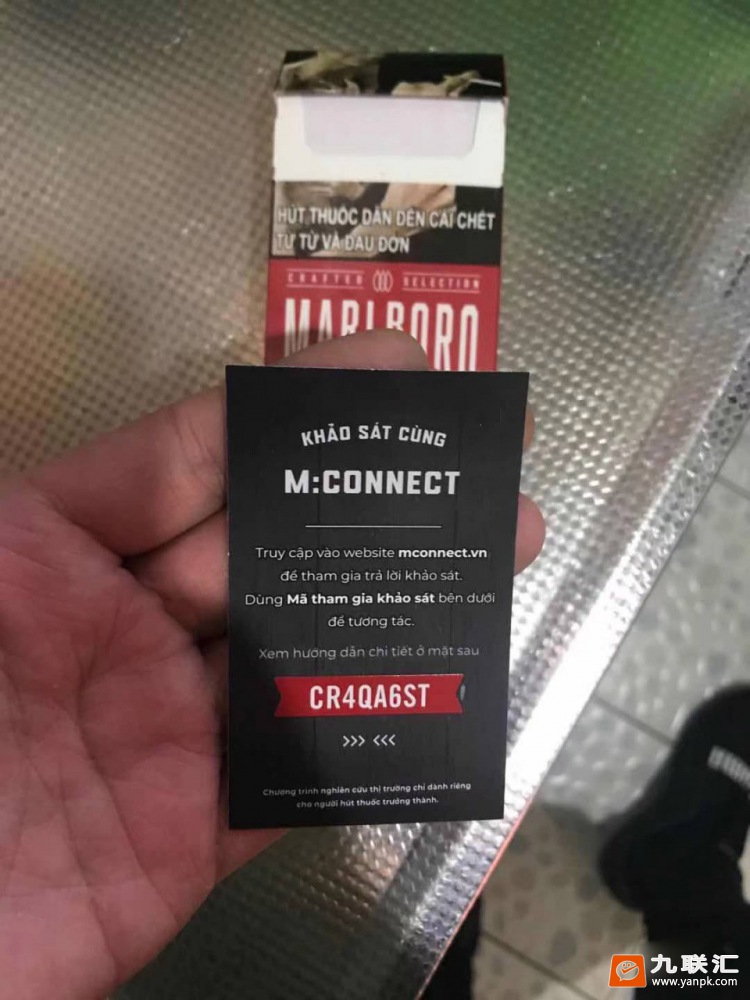 HÚT THUỐC DẪN ĐẾN CÁI CHẾT
TỪ TỪ VÀ ĐAU ĐỚN
CRAFTED SELECTION
MARLBORO
KHẢO SÁT CÙNG
M:CONNECT
Truy cập vào website mconnect.vn
để tham gia trả lời khảo sát.
Dùng Mã tham gia khảo sát bên dưới
để tương tác.
Xem hướng dẫn chi tiết ở mặt sau
CR4QA6ST
>>> <<<
Chương trình nghiên cứu thị trường chỉ dành riêng
cho người hút thuốc trưởng thành.
九联汇
www.yanpk.com